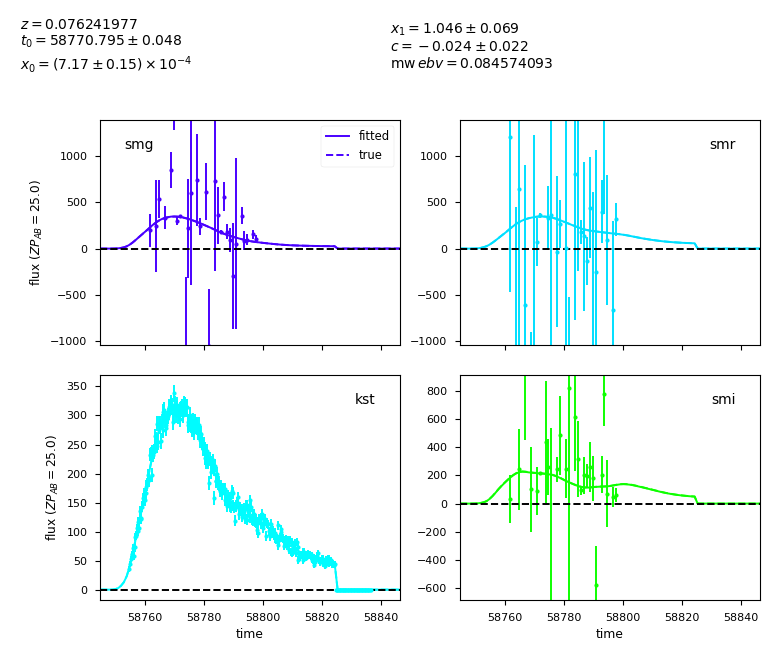 z = 0.076241977
t₀ = 58770.795 ± 0.048
x₀ = (7.17 ± 0.15) × 10⁻⁴
x₁ = 1.046 ± 0.069
c = −0.024 ± 0.022
mw ebv = 0.084574093
smg
fitted
true
1000
500
0
−500
−1000
flux (ZP_AB = 25.0)
smr
1000
500
0
−500
−1000
kst
350
300
250
200
150
100
50
0
flux (ZP_AB = 25.0)
58760 58780 58800 58820 58840
time
smi
800
600
400
200
0
−200
−400
−600
58760 58780 58800 58820 58840
time